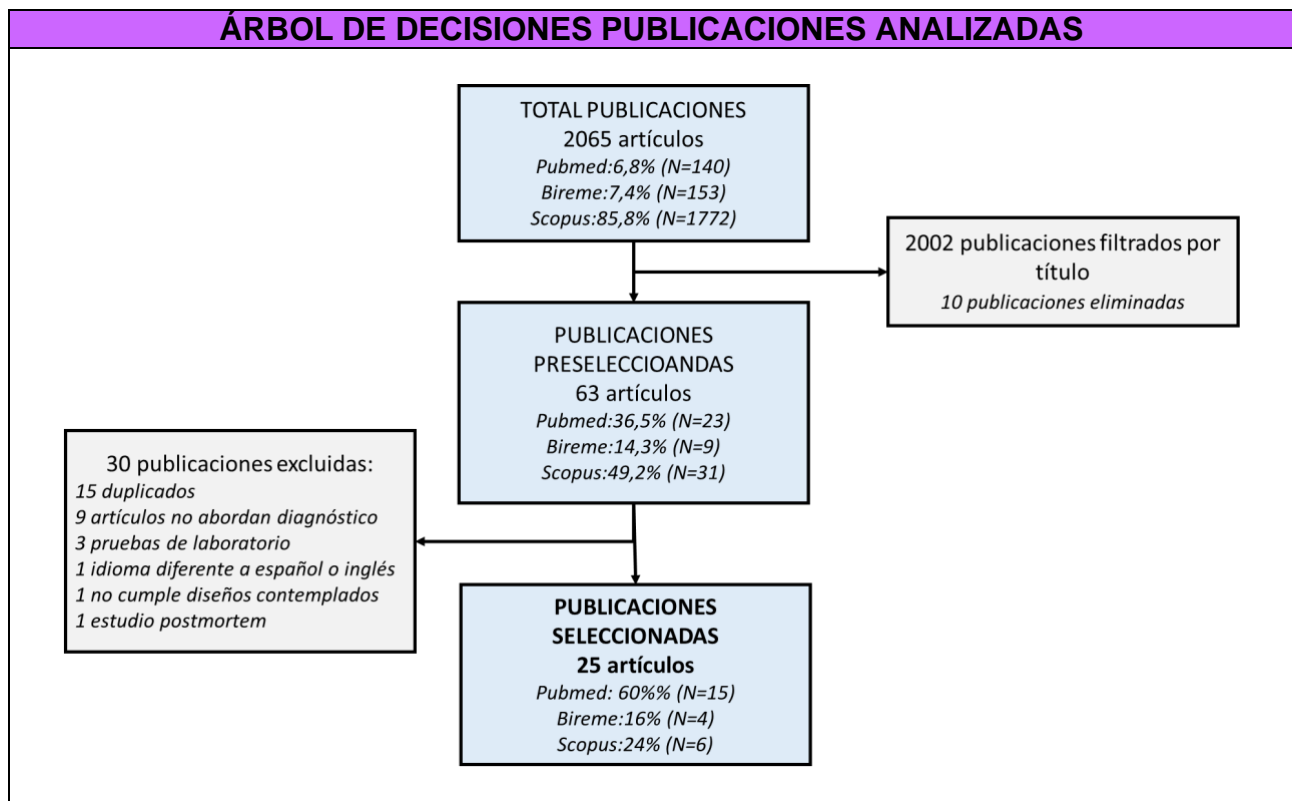 ÁRBOL DE DECISIONES PUBLICACIONES ANALIZADAS
TOTAL PUBLICACIONES
2065 artículos
Pubmed:6,8% (N=140)
Bireme:7,4% (N=153)
Scopus:85,8% (N=1772)
2002 publicaciones filtrados por
título
10 publicaciones eliminadas
PUBLICACIONES
PRESELECCIOANDAS
63 artículos
Pubmed:36,5% (N=23)
Bireme:14,3% (N=9)
Scopus:49,2% (N=31)
30 publicaciones excluidas:
15 duplicados
9 artículos no abordan diagnóstico
3 pruebas de laboratorio
1 idioma diferente a español o inglés
1 no cumple diseños contemplados
1 estudio postmortem
PUBLICACIONES
SELECCIONADAS
25 artículos
Pubmed: 60%% (N=15)
Bireme:16% (N=4)
Scopus:24% (N=6)